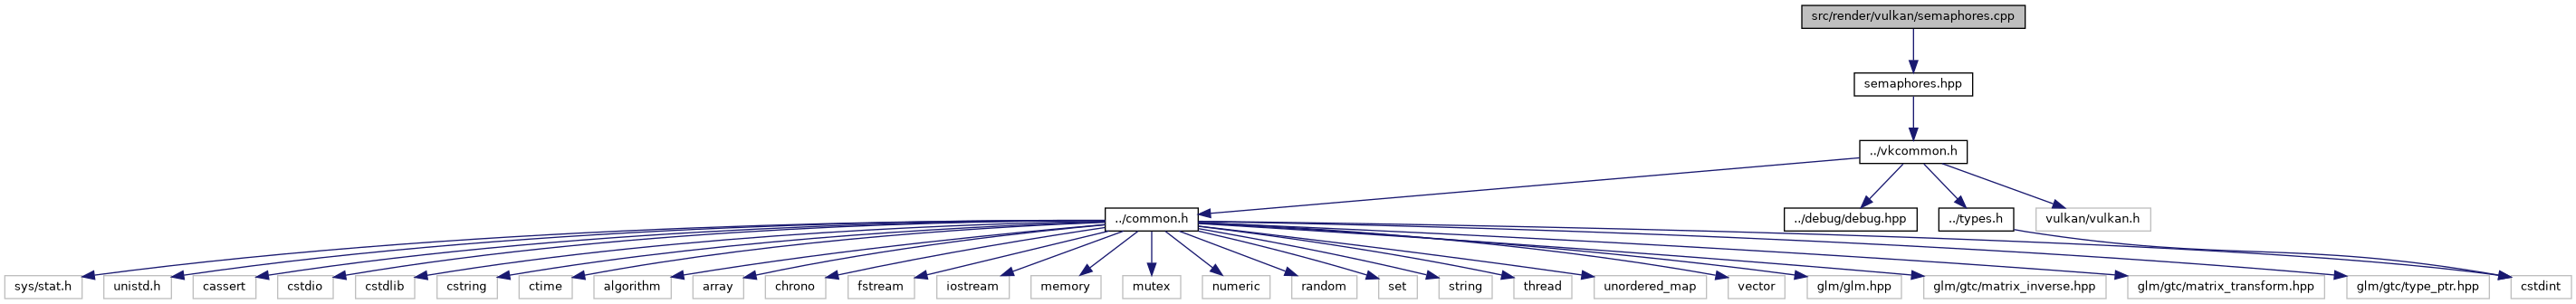 src/render/vulkan/semaphores.cpp
semaphores.hpp
../vkcommon.h
../common.h
../debug/debug.hpp
../types.h
vulkan/vulkan.h
sys/stat.h
unistd.h
cassert
cstdio
cstdlib
cstring
ctime
algorithm
array
chrono
fstream
iostream
memory
mutex
numeric
random
set
string
thread
unordered_map
vector
glm/glm.hpp
glm/gtc/matrix_inverse.hpp
glm/gtc/matrix_transform.hpp
glm/gtc/type_ptr.hpp
cstdint